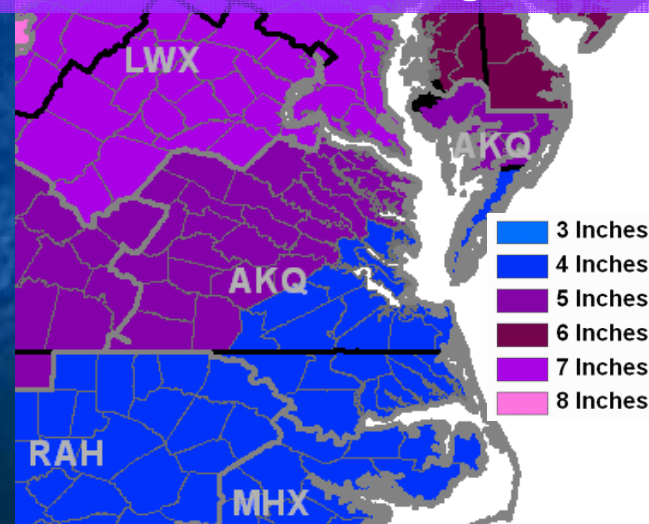 LWX
AKQ
3 Inches
4 Inches
AKQ
5 Inches
6 Inches
7 Inches
8 Inches
RAH
MHX